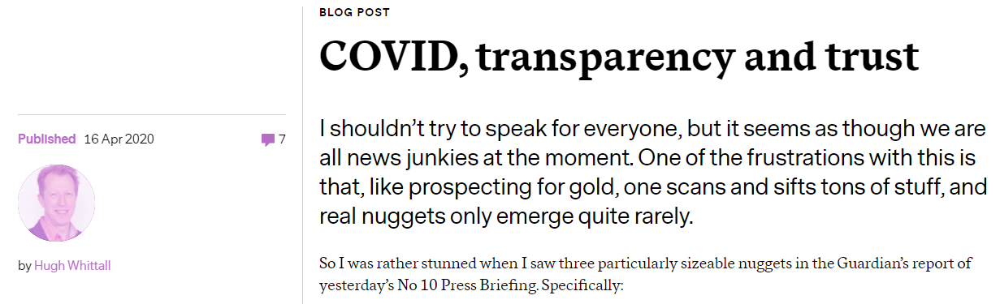 BLOG POST
COVID, transparency and trust
Published 16 Apr 2020
7
by Hugh Whittall
I shouldn’t try to speak for everyone, but it seems as though we are
all news junkies at the moment. One of the frustrations with this is
that, like prospecting for gold, one scans and sifts tons of stuff, and
real nuggets only emerge quite rarely.
So I was rather stunned when I saw three particularly sizeable nuggets in the Guardian’s report of
yesterday’s No 10 Press Briefing. Specifically: